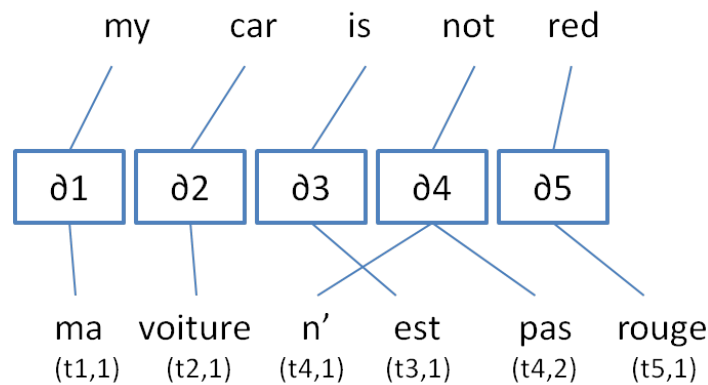 my car is not red
∂1 ∂2 ∂3 ∂4 ∂5
ma voiture n' est pas rouge
(t1,1) (t2,1) (t4,1) (t3,1) (t4,2) (t5,1)